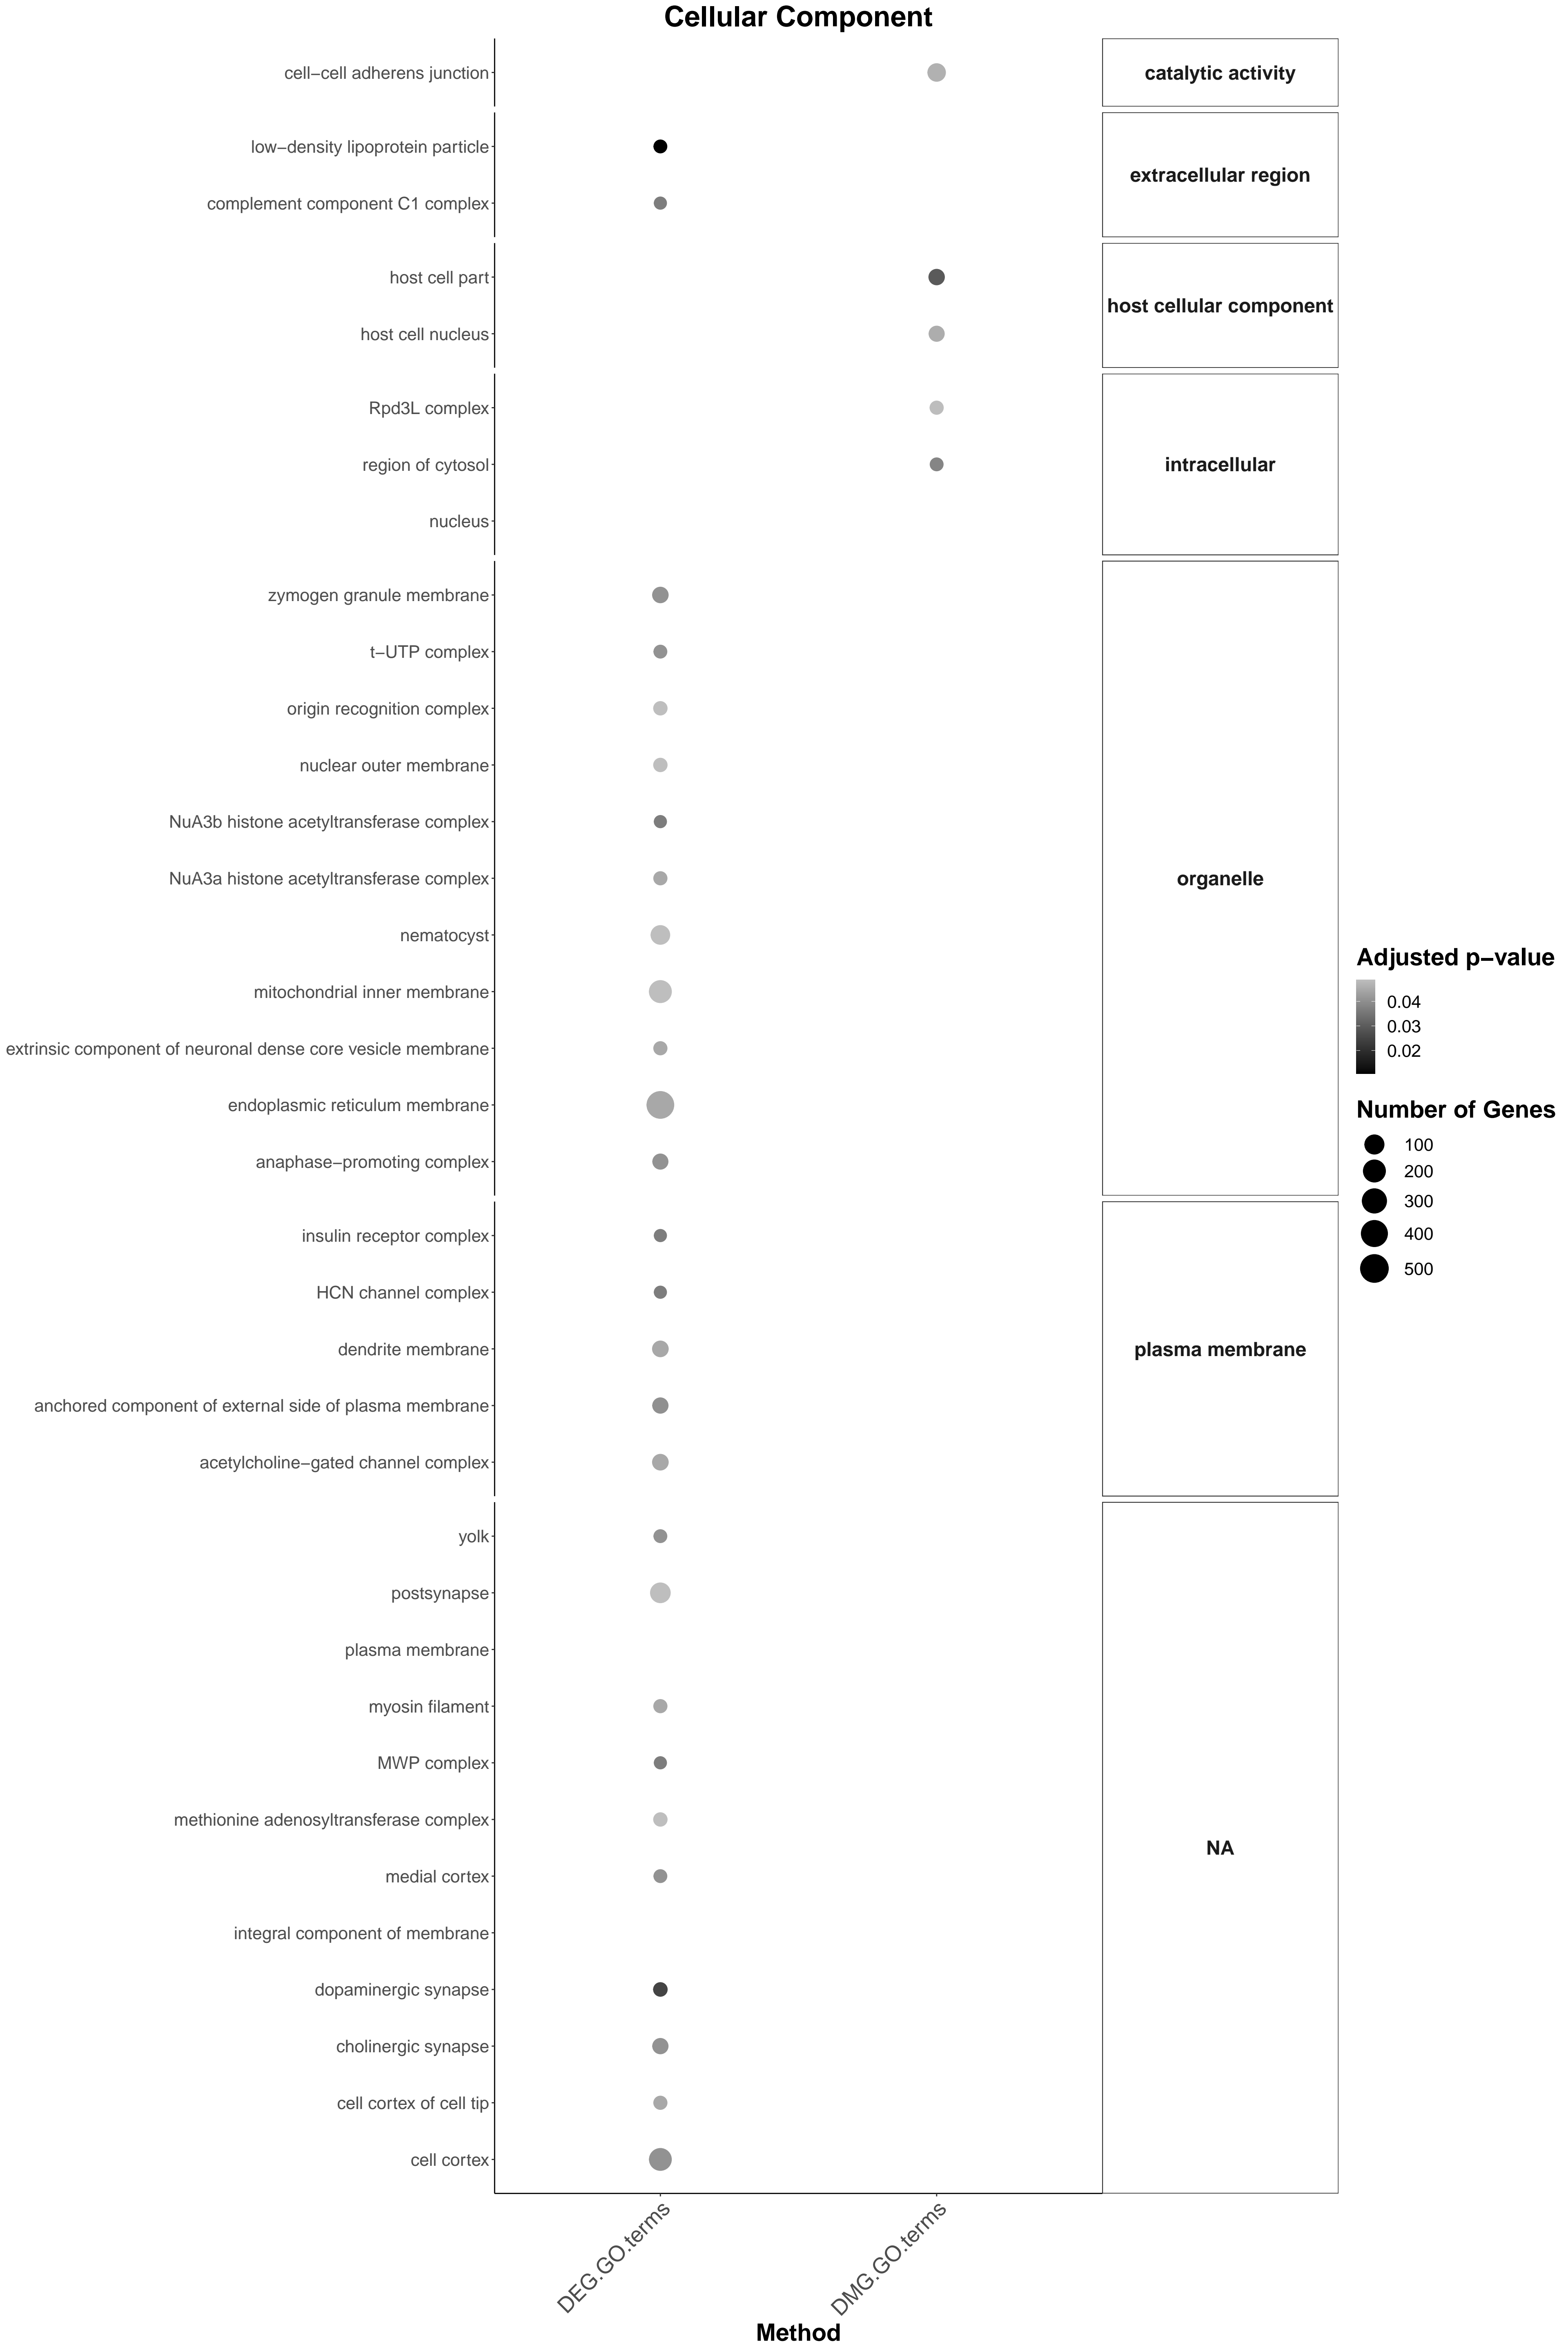 Cellular Component
cell−cell adherens junction
catalytic activity
low−density lipoprotein particle
complement component C1 complex
extracellular region
host cell part
host cell nucleus
host cellular component
Rpd3L complex
region of cytosol
nucleus
intracellular
zymogen granule membrane
t−UTP complex
origin recognition complex
nuclear outer membrane
NuA3b histone acetyltransferase complex
NuA3a histone acetyltransferase complex
nematocyst
mitochondrial inner membrane
extrinsic component of neuronal dense core vesicle membrane
endoplasmic reticulum membrane
anaphase−promoting complex
organelle
insulin receptor complex
HCN channel complex
dendrite membrane
anchored component of external side of plasma membrane
acetylcholine−gated channel complex
plasma membrane
yolk
postsynapse
plasma membrane
myosin filament
MWP complex
methionine adenosyltransferase complex
medial cortex
integral component of membrane
dopaminergic synapse
cholinergic synapse
cell cortex of cell tip
cell cortex
NA
DEG.GO.terms
DMG.GO.terms
Method
Adjusted p−value
0.04
0.03
0.02
Number of Genes
100
200
300
400
500